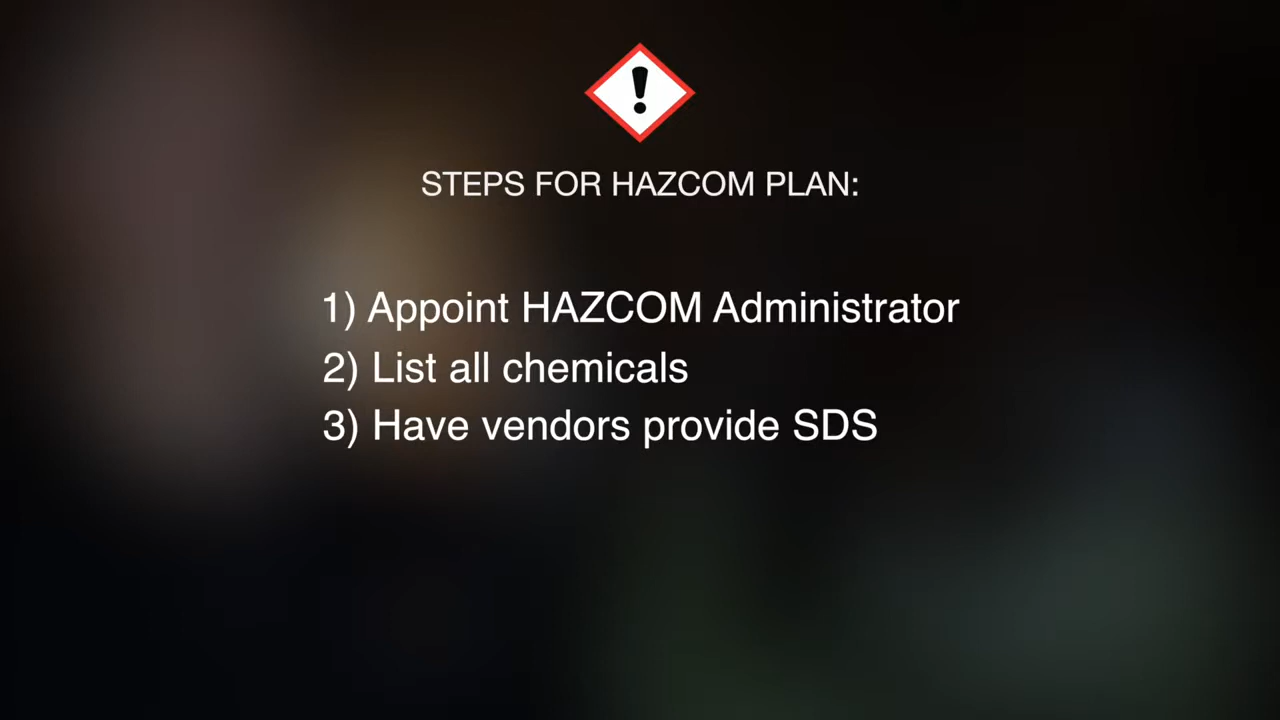 STEPS FOR HAZCOM PLAN:
1) Appoint HAZCOM Administrator
2) List all chemicals
3) Have vendors provide SDS